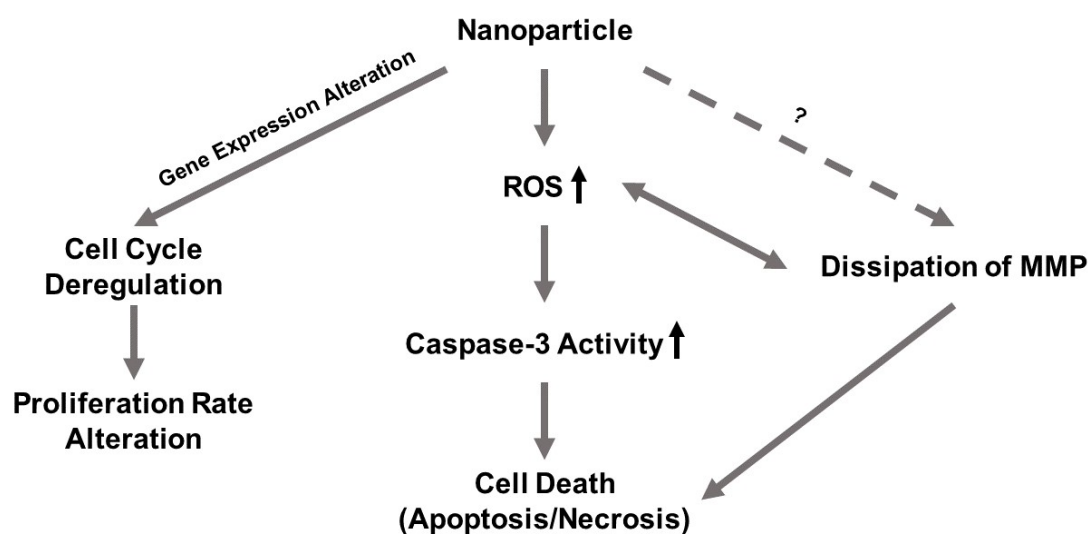 Nanoparticle
Gene Expression Alteration
?
ROS
Cell Cycle
Deregulation
Dissipation of MMP
Caspase-3 Activity
Proliferation Rate
Alteration
Cell Death
(Apoptosis/Necrosis)